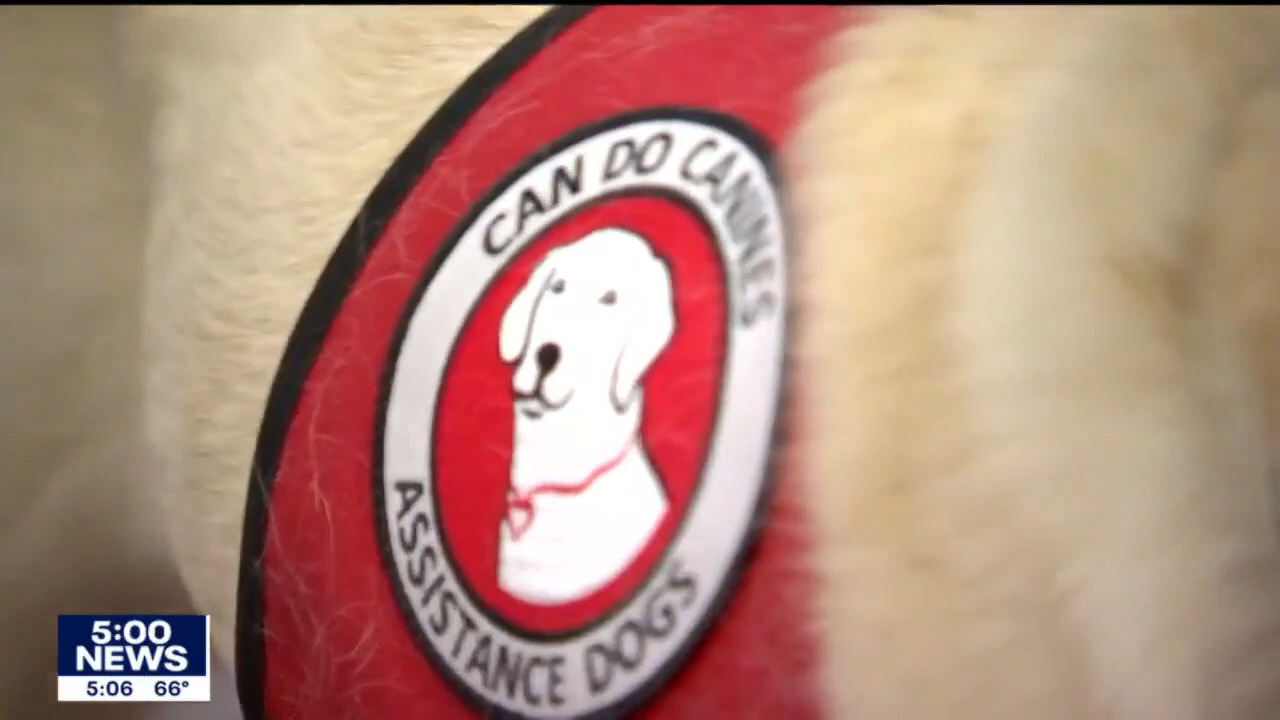 CAN DO CANINES
ASSISTANCE DOGS
5:00
NEWS
5:06 66°